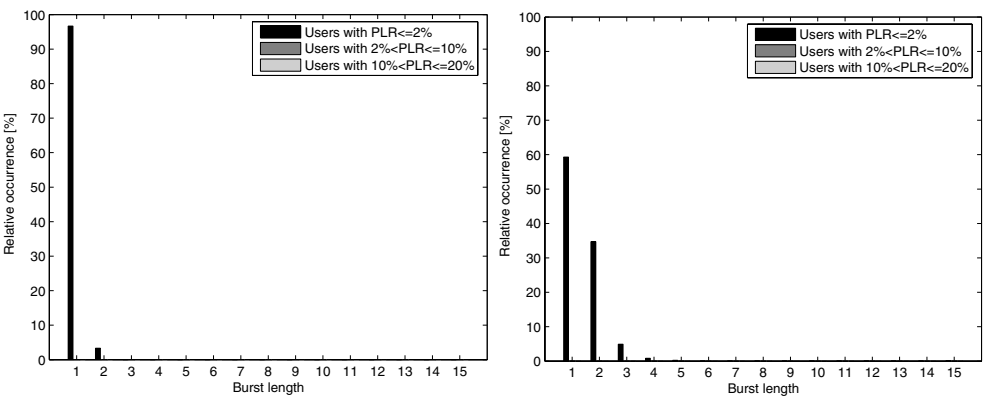 Relative occurrence [%]
100
90
80
70
60
50
40
30
20
10
0
Users with PLR<=2%
Users with 2%<PLR<=10%
Users with 10%<PLR<=20%
1 2 3 4 5 6 7 8 9 10 11 12 13 14 15
Burst length
Relative occurrence [%]
100
90
80
70
60
50
40
30
20
10
0
Users with PLR<=2%
Users with 2%<PLR<=10%
Users with 10%<PLR<=20%
1 2 3 4 5 6 7 8 9 10 11 12 13 14 15
Burst length